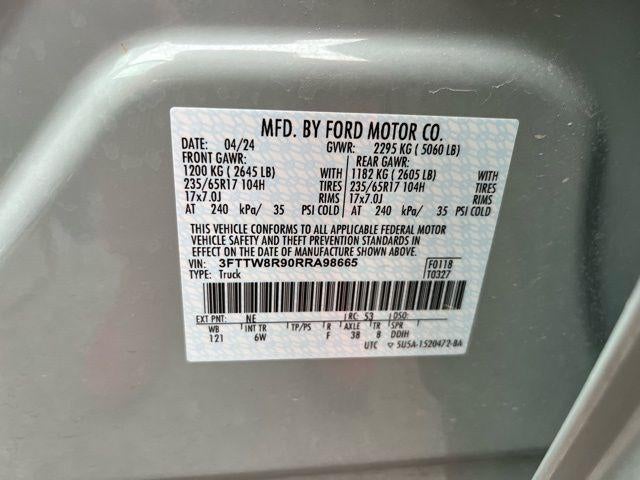 MFD. BY FORD MOTOR CO.
DATE: 04/24 GVWR: 2295 KG ( 5060 LB)
FRONT GAWR: REAR GAWR:
1200 KG ( 2645 LB) WITH 1182 KG ( 2605 LB) WITH
235/65R17 104H TIRES 235/65R17 104H TIRES
17x7.0J RIMS 17x7.0J RIMS
AT 240 kPa/ 35 PSI COLD AT 240 kPa/ 35 PSI COLD
THIS VEHICLE CONFORMS TO ALL APPLICABLE FEDERAL MOTOR
VEHICLE SAFETY AND THEFT PREVENTION STANDARDS IN
EFFECT ON THE DATE OF MANUFACTURE SHOWN ABOVE.
VIN: 3FTTW8R90RRA98665 F0118
TYPE: Truck T0327
EXT PNT: NE RC: 53 DSO:
WB INT TR TP/PS R AXLE TR SPR
121 6W F 38 8 DDIH
UTC ▽ 5U5A-1520472-BA